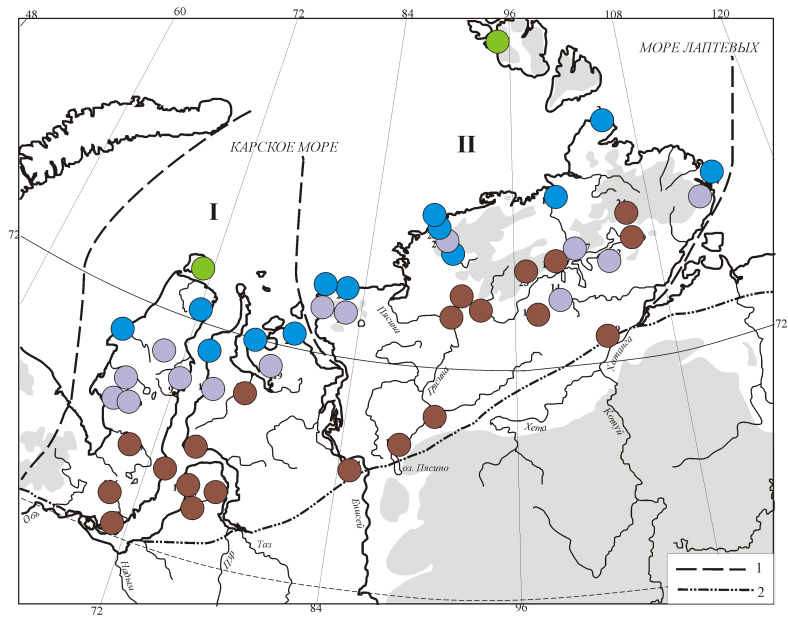 48
60
72
84
96
108
120
МОРЕ ЛАПТЕВЫХ
КАРСКОЕ МОРЕ
II
I
72
72
Пясина
Хатанга
Хета
Котуй
оз. Пясино
Енисей
Обь
Таз
Пур
Надым
1
2
72
84
96